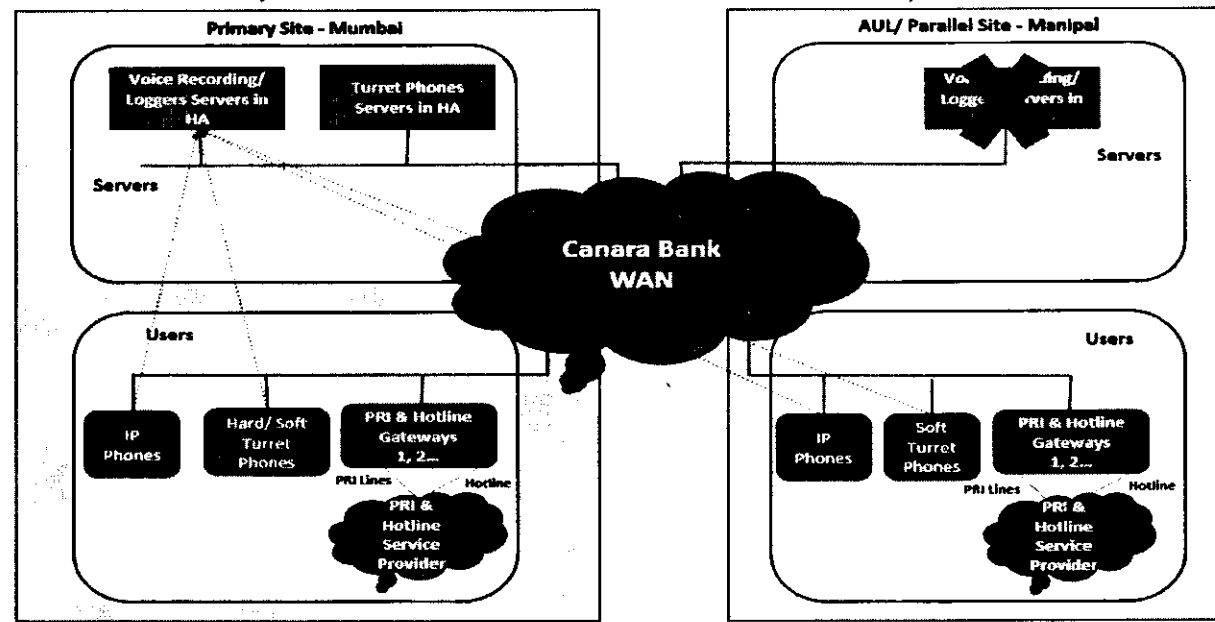 Primary Site - Mumbai
Voice Recording/
Loggers Servers in
HA
Turret Phones
Servers in HA
Servers
Users
IP
Phones
Hard/ Soft
Turret
Phones
PRI & Hotline
Gateways
1, 2...
PRI Lines
Hotline
PRI &
Hotline
Service
Provider
Canara Bank
WAN
AUL/ Parallel Site - Manipal
Servers
Users
IP
Phones
Soft
Turret
Phones
PRI & Hotline
Gateways
1, 2...
PRI Lines
Hotline
PRI &
Hotline
Service
Provider